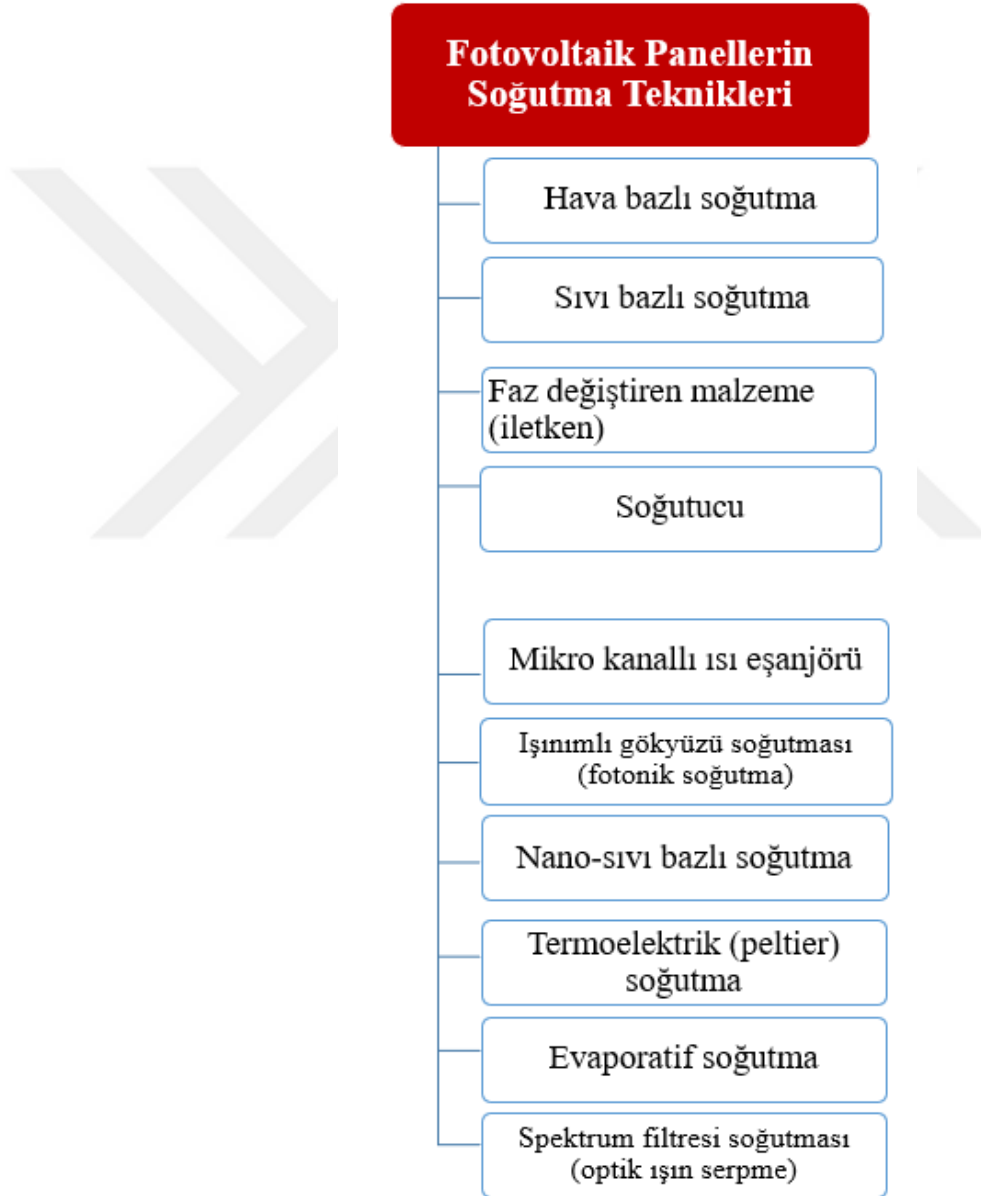 Fotovoltaik Panellerin
Soğutma Teknikleri
Hava bazlı soğutma
Sıvı bazlı soğutma
Faz değiştiren malzeme
(iletken)
Soğutucu
Mikro kanallı ısı eşanjörü
Işınımlı gökyüzü soğutması
(fotonik soğutma)
Nano-sıvı bazlı soğutma
Termoelektrik (peltier)
soğutma
Evaporatif soğutma
Spektrum filtresi soğutması
(optik ışın serpme)